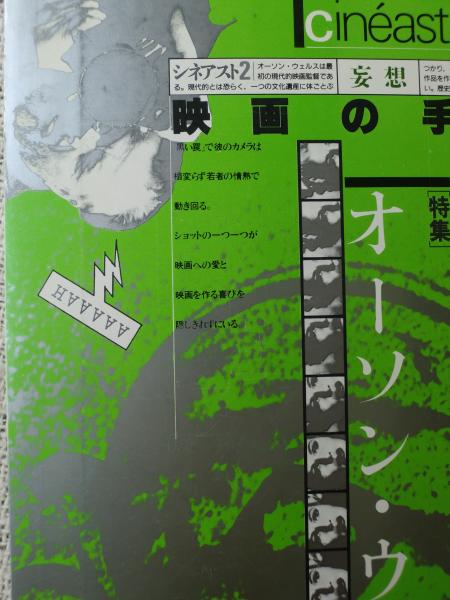 cinéast
シネアスト2
オーソン・ウェルスは最
初の現代的映画監督であ
る。現代的とは恐らく、一つの文化遺産に体ごとぶ
妄想
つかり、
作品を作
い。歴史
映画の手
『黒い罠』で彼のカメラは
相変らず若者の情熱で
動き回る。
ショットの一つ一つが
映画への愛と
映画を作る喜びを
隠しきれずにいる。
[特集]
オーソン・ウ
AAAAAH